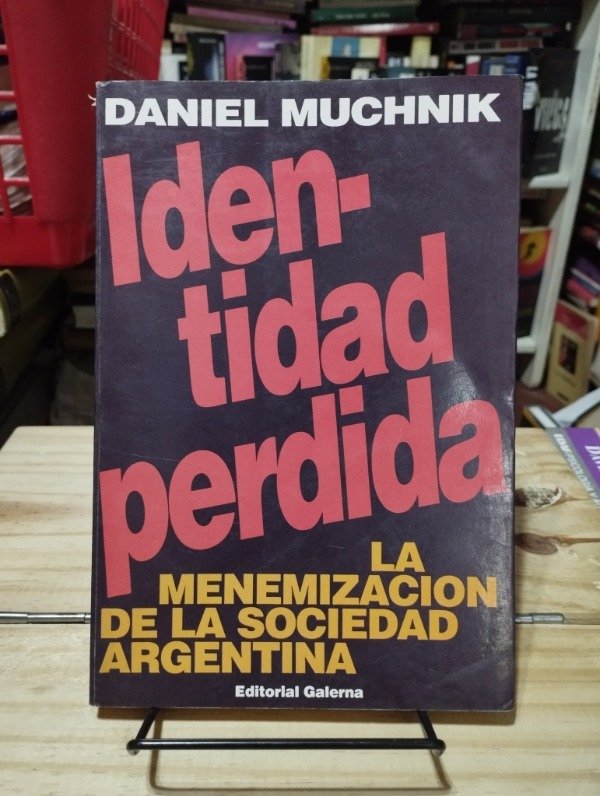 DANIEL MUCHNIK
Iden-
tidad
perdida
LA
MENEMIZACION
DE LA SOCIEDAD
ARGENTINA
Editorial Galerna